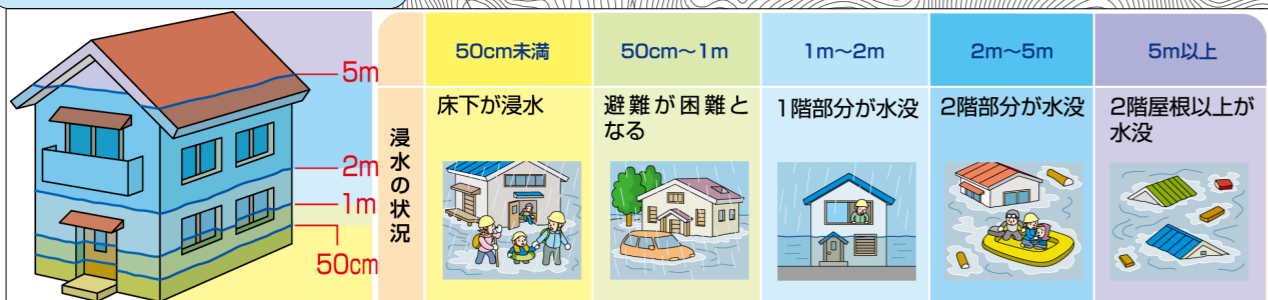 5m
2m
1m
50cm
浸水の状況
50cm未満
50cm～1m
1m～2m
2m～5m
5m以上
床下が浸水
避難が困難と
なる
1階部分が水没
2階部分が水没
2階屋根以上が
水没